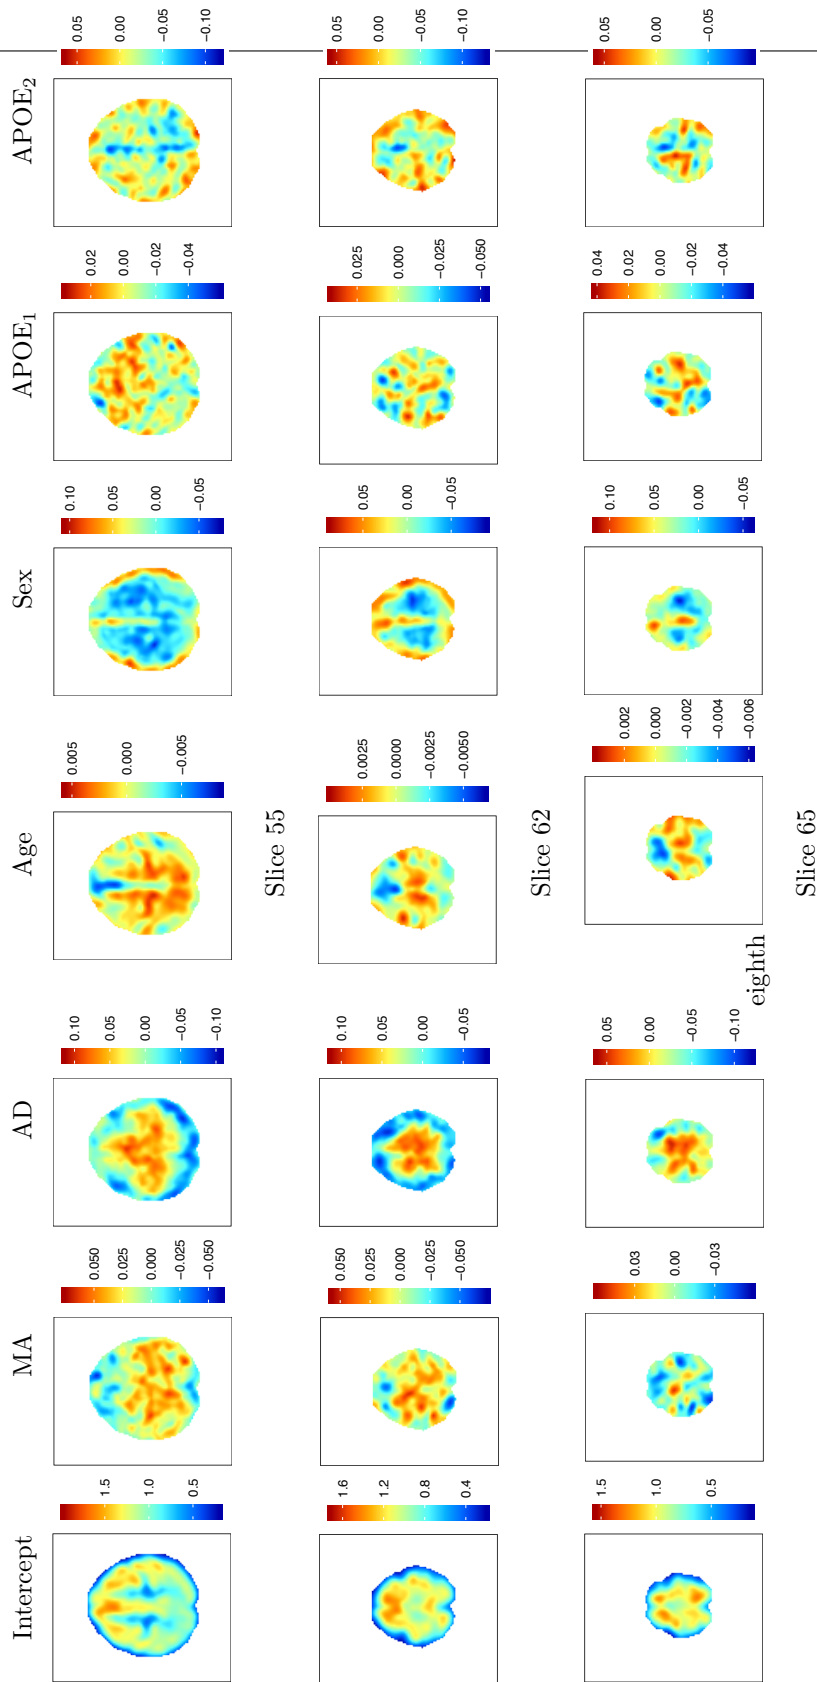 Intercept MA AD Age Sex APOE₁ APOE₂
1.5 1.0 0.5
0.050 0.025 0.000 −0.025 −0.050
0.10 0.05 0.00 −0.05 −0.10
0.005 0.000 −0.005
0.10 0.05 0.00 −0.05
0.02 0.00 −0.02 −0.04
0.05 0.00 −0.05 −0.10
Slice 55
1.6 1.2 0.8 0.4
0.050 0.025 0.000 −0.025 −0.050
0.10 0.05 0.00 −0.05
0.0025 0.0000 −0.0025 −0.0050
0.05 0.00 −0.05
0.025 0.000 −0.025 −0.050
0.05 0.00 −0.05 −0.10
Slice 62
1.5 1.0 0.5
0.03 0.00 −0.03
0.05 0.00 −0.05 −0.10
0.002 0.000 −0.002 −0.004 −0.006
0.10 0.05 0.00 −0.05
0.04 0.02 0.00 −0.02 −0.04
0.05 0.00 −0.05
eighth
Slice 65